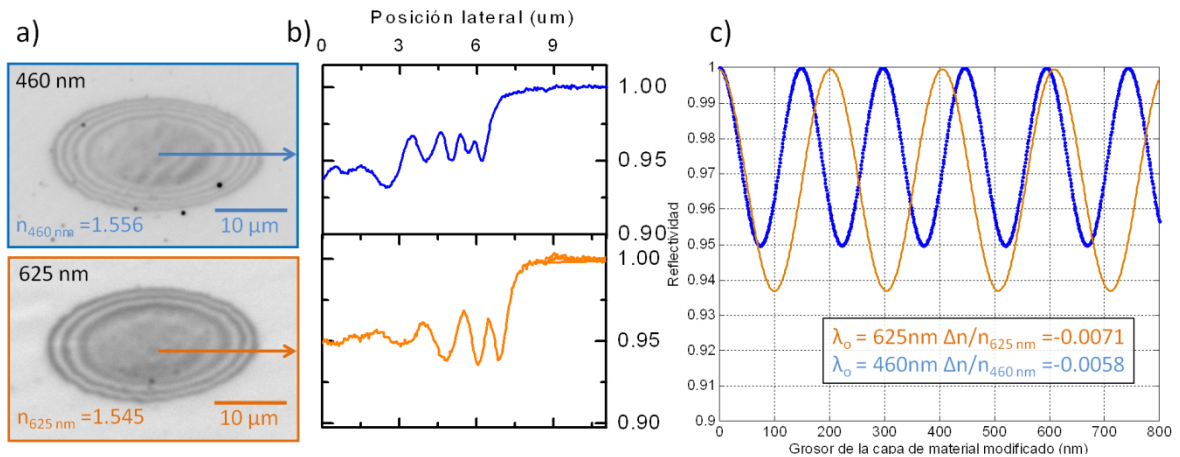 a)
460 nm
n460 nm =1.556
10 µm
625 nm
n625 nm =1.545
10 µm
b)
Posición lateral (um)
0 3 6 9
1.00
0.95
0.90
1.00
0.95
0.90
c)
1
0.99
0.98
0.97
0.96
0.95
0.94
0.93
0.92
0.91
0.9
Reflectividad
λo = 625nm Δn/n625 nm =-0.0071
λo = 460nm Δn/n460 nm =-0.0058
0 100 200 300 400 500 600 700 800
Grosor de la capa de material modificado (nm)